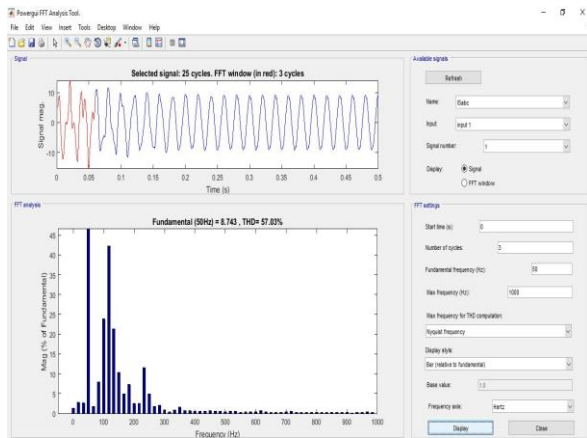 Powergui FFT Analysis Tool.
File Edit View Insert Tools Desktop Window Help
Signal
Selected signal: 25 cycles. FFT window (in red): 3 cycles
Signal mag.
10
0
-10
0 0.05 0.1 0.15 0.2 0.25 0.3 0.35 0.4 0.45 0.5
Time (s)
FFT analysis
Fundamental (50Hz) = 8.743 , THD= 57.03%
Mag (% of Fundamental)
45
40
35
30
25
20
15
10
5
0
0 100 200 300 400 500 600 700 800 900 1000
Frequency (Hz)
Available signals
Refresh
Name: ISabc
Input: input 1
Signal number: 1
Display: Signal
FFT window
FFT settings
Start time (s): 0
Number of cycles: 3
Fundamental frequency (Hz): 50
Max frequency (Hz): 1000
Max frequency for THD computation:
Nyquist frequency
Display style:
Bar (relative to fundamental)
Base value: 1.0
Frequency axis: Hertz
Display Close